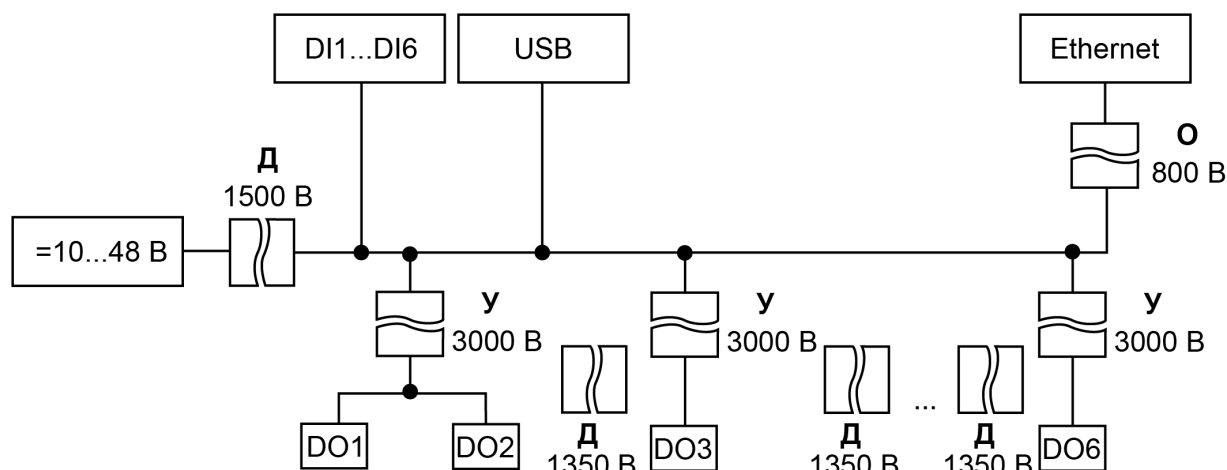 DI1...DI6
USB
Ethernet
О
800 В
Д
1500 В
=10...48 В
У
3000 В
У
3000 В
У
3000 В
DO1
DO2
Д
1350 В
DO3
Д
1350 В
...
Д
1350 В
DO6